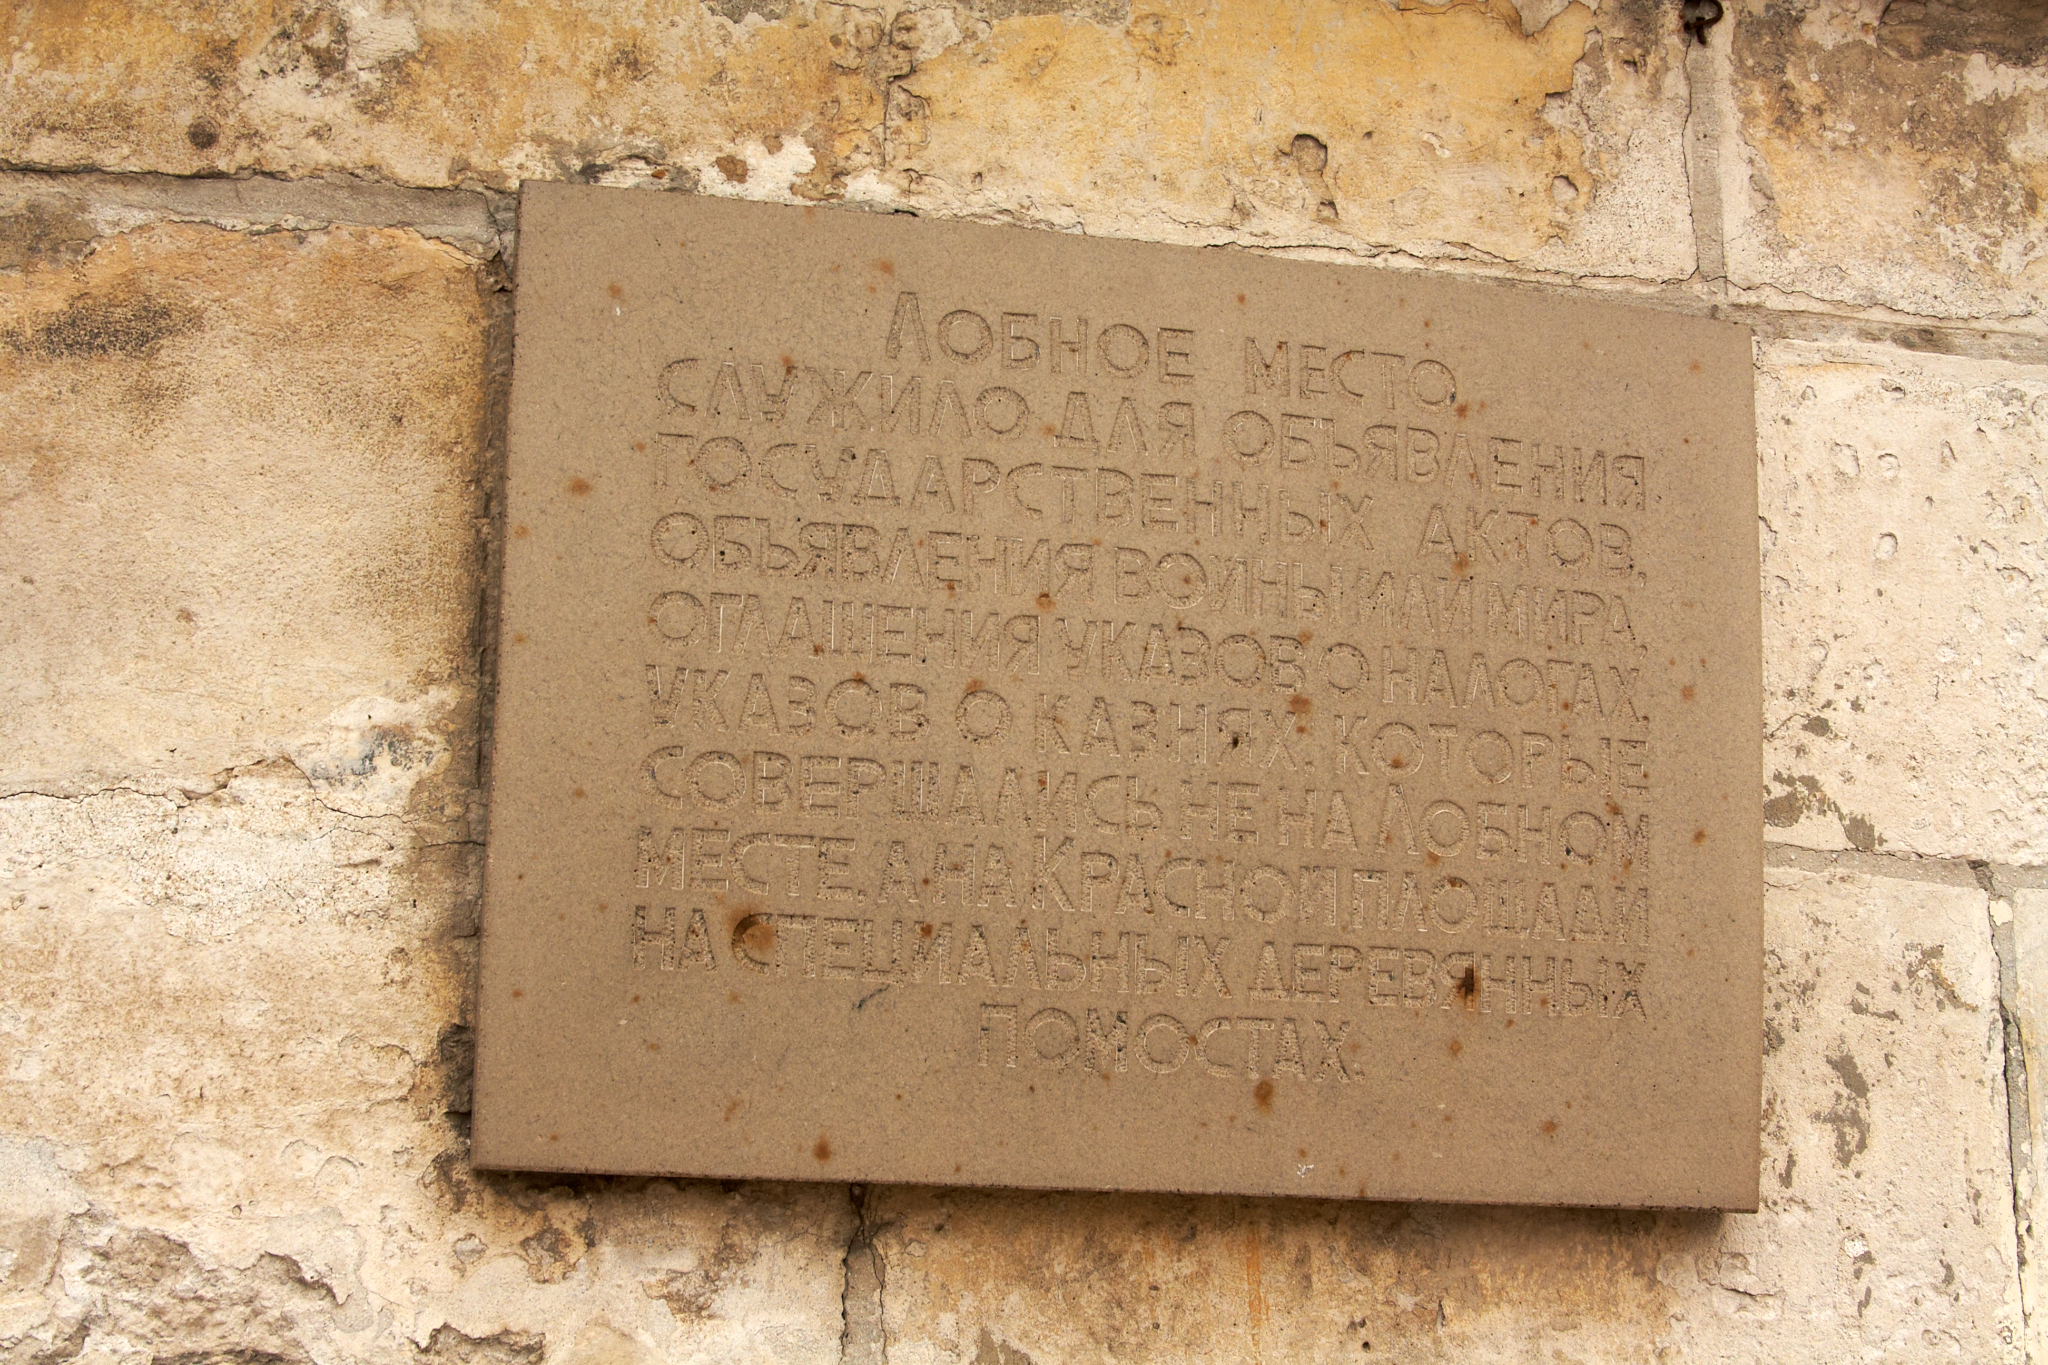 ЛОБНОЕ МЕСТО
СЛУЖИЛО ДЛЯ ОБЪЯВЛЕНИЯ
ГОСУДАРСТВЕННЫХ АКТОВ,
ОБЪЯВЛЕНИЯ ВОЙНЫ ИЛИ МИРА,
ОГЛАШЕНИЯ УКАЗОВ О НАЛОГАХ,
УКАЗОВ О КАЗНЯХ, КОТОРЫЕ
СОВЕРШАЛИСЬ НЕ НА ЛОБНОМ
МЕСТЕ, А НА КРАСНОЙ ПЛОЩАДИ
НА СПЕЦИАЛЬНЫХ ДЕРЕВЯННЫХ
ПОМОСТАХ.